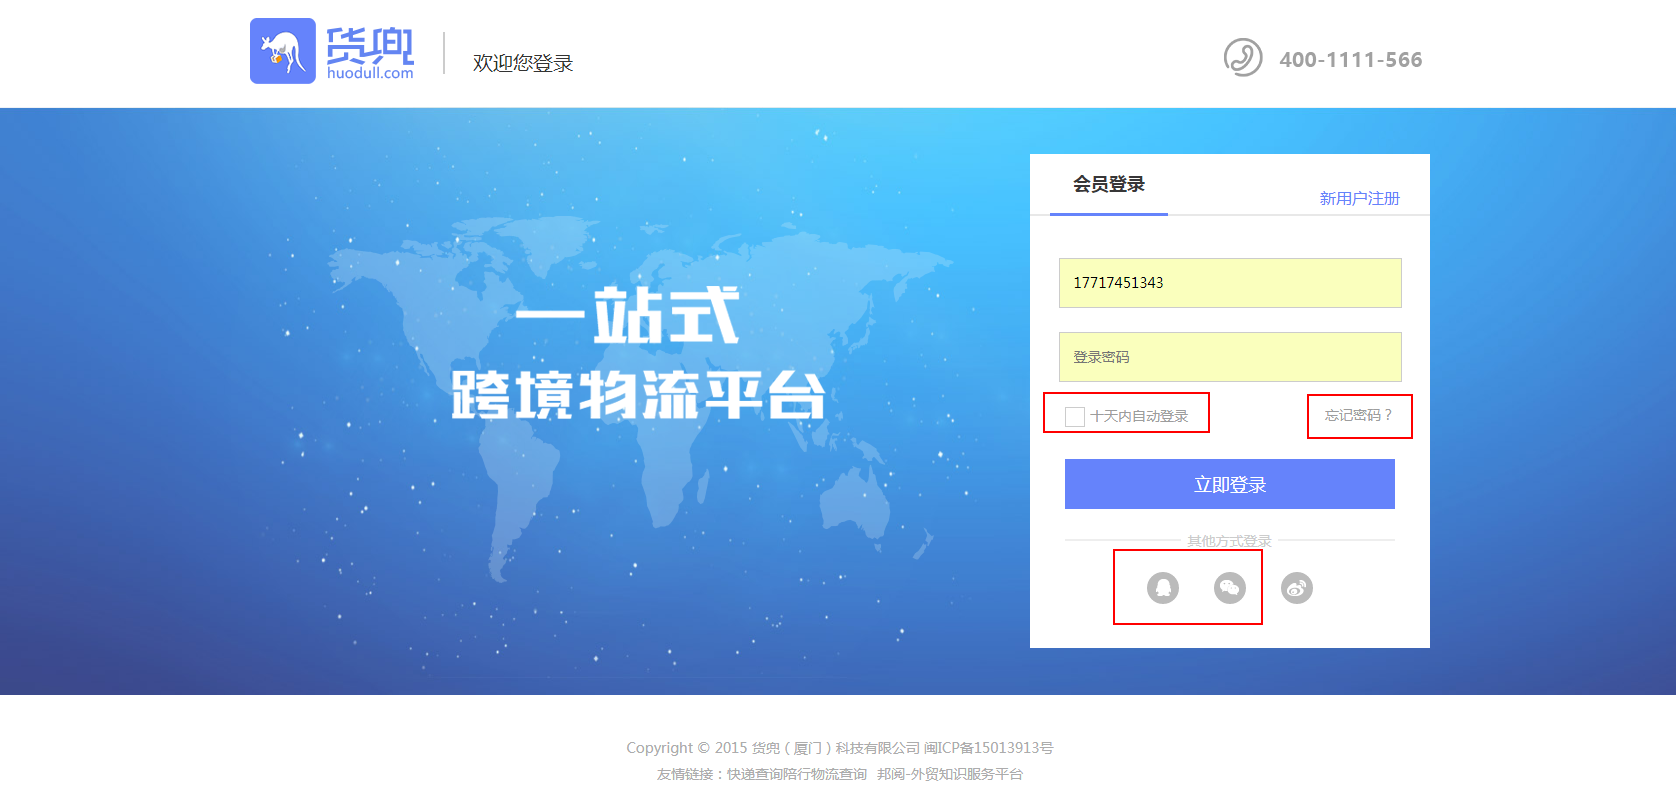 货兜
huodull.com
欢迎您登录
400-1111-566
一站式
跨境物流平台
会员登录
新用户注册
17717451343
登录密码
十天内自动登录
忘记密码？
立即登录
其他方式登录
Copyright © 2015 货兜（厦门）科技有限公司 闽ICP备15013913号
友情链接：快递查询陪行物流查询 邦阅-外贸知识服务平台